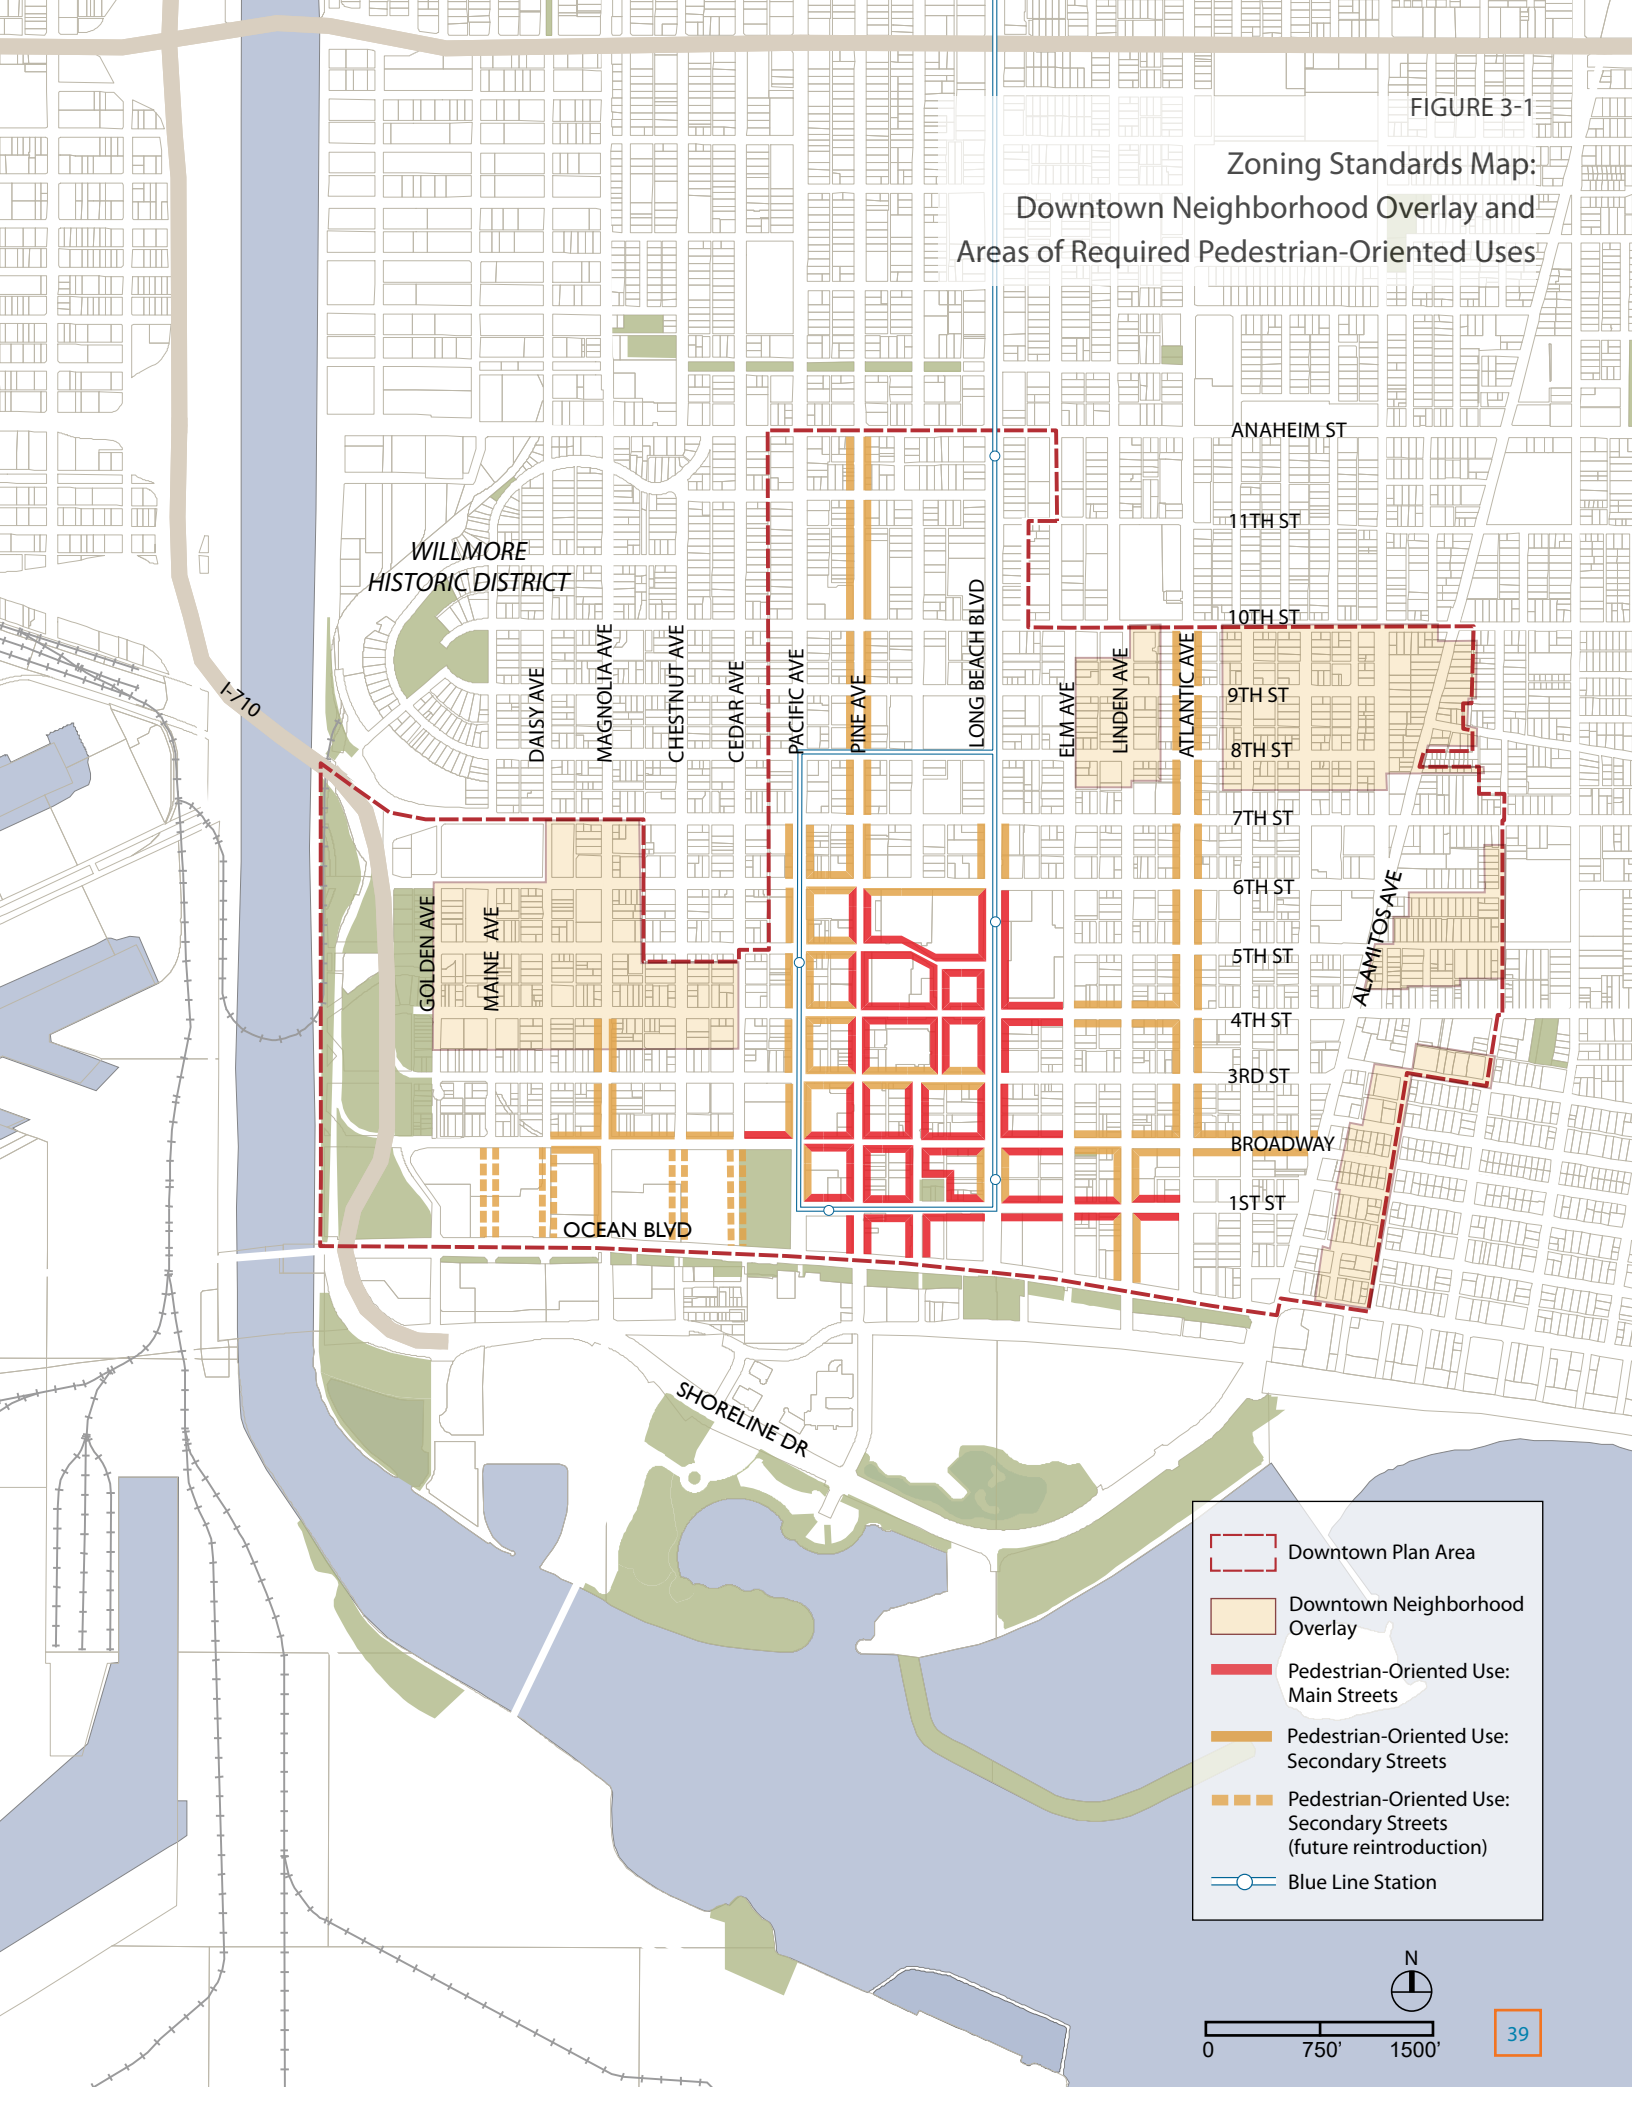 FIGURE 3-1
Zoning Standards Map:
Downtown Neighborhood Overlay and
Areas of Required Pedestrian-Oriented Uses
ANAHEIM ST
11TH ST
WILLMORE
HISTORIC DISTRICT
10TH ST
I-710
DAISY AVE
MAGNOLIA AVE
CHESTNUT AVE
CEDAR AVE
PACIFIC AVE
PINE AVE
LONG BEACH BLVD
ELM AVE
LINDEN AVE
ATLANTIC AVE
9TH ST
8TH ST
7TH ST
6TH ST
GOLDEN AVE
MAINE AVE
ALAMITOS AVE
5TH ST
4TH ST
3RD ST
BROADWAY
1ST ST
OCEAN BLVD
SHORELINE DR
Downtown Plan Area
Downtown Neighborhood
Overlay
Pedestrian-Oriented Use:
Main Streets
Pedestrian-Oriented Use:
Secondary Streets
Pedestrian-Oriented Use:
Secondary Streets
(future reintroduction)
Blue Line Station
N
0 750' 1500'
39